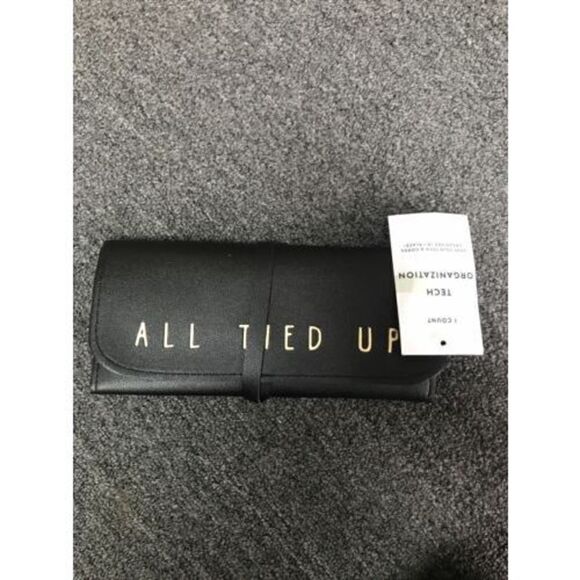 ALL TIED UP
1 COUNT
TECH
ORGANIZATION